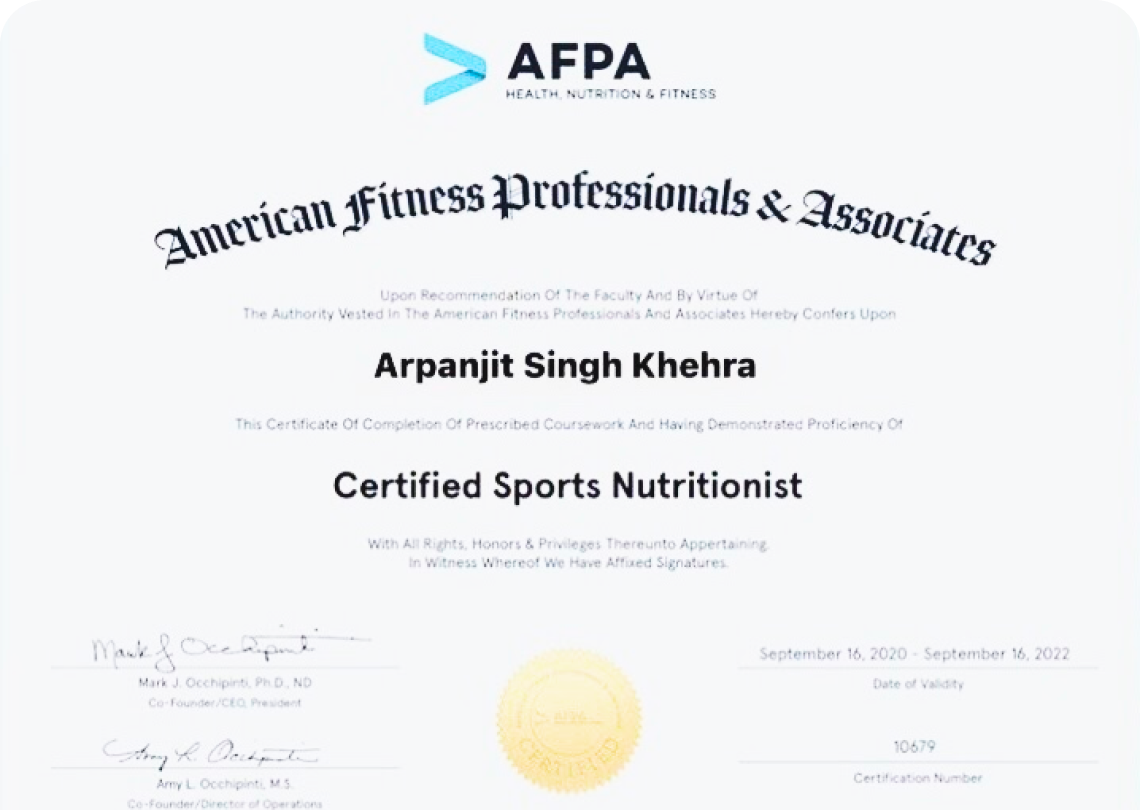 AFPA
HEALTH, NUTRITION & FITNESS
American Fitness Professionals & Associates
Upon Recommendation Of The Faculty And By Virtue Of
The Authority Vested In The American Fitness Professionals And Associates Hereby Confers Upon
Arpanjit Singh Khehra
This Certificate Of Completion Of Prescribed Coursework And Having Demonstrated Proficiency Of
Certified Sports Nutritionist
With All Rights, Honors & Privileges Thereunto Appertaining.
In Witness Whereof We Have Affixed Signatures.
Mark J. Occhipinti
Mark J. Occhipinti, Ph.D., ND
Co-Founder/CEO, President
Amy L. Occhipinti
Amy L. Occhipinti, M.S.
Co-Founder/Director of Operations
AFPA
CERTIFIED
September 16, 2020 - September 16, 2022
Date of Validity
10679
Certification Number